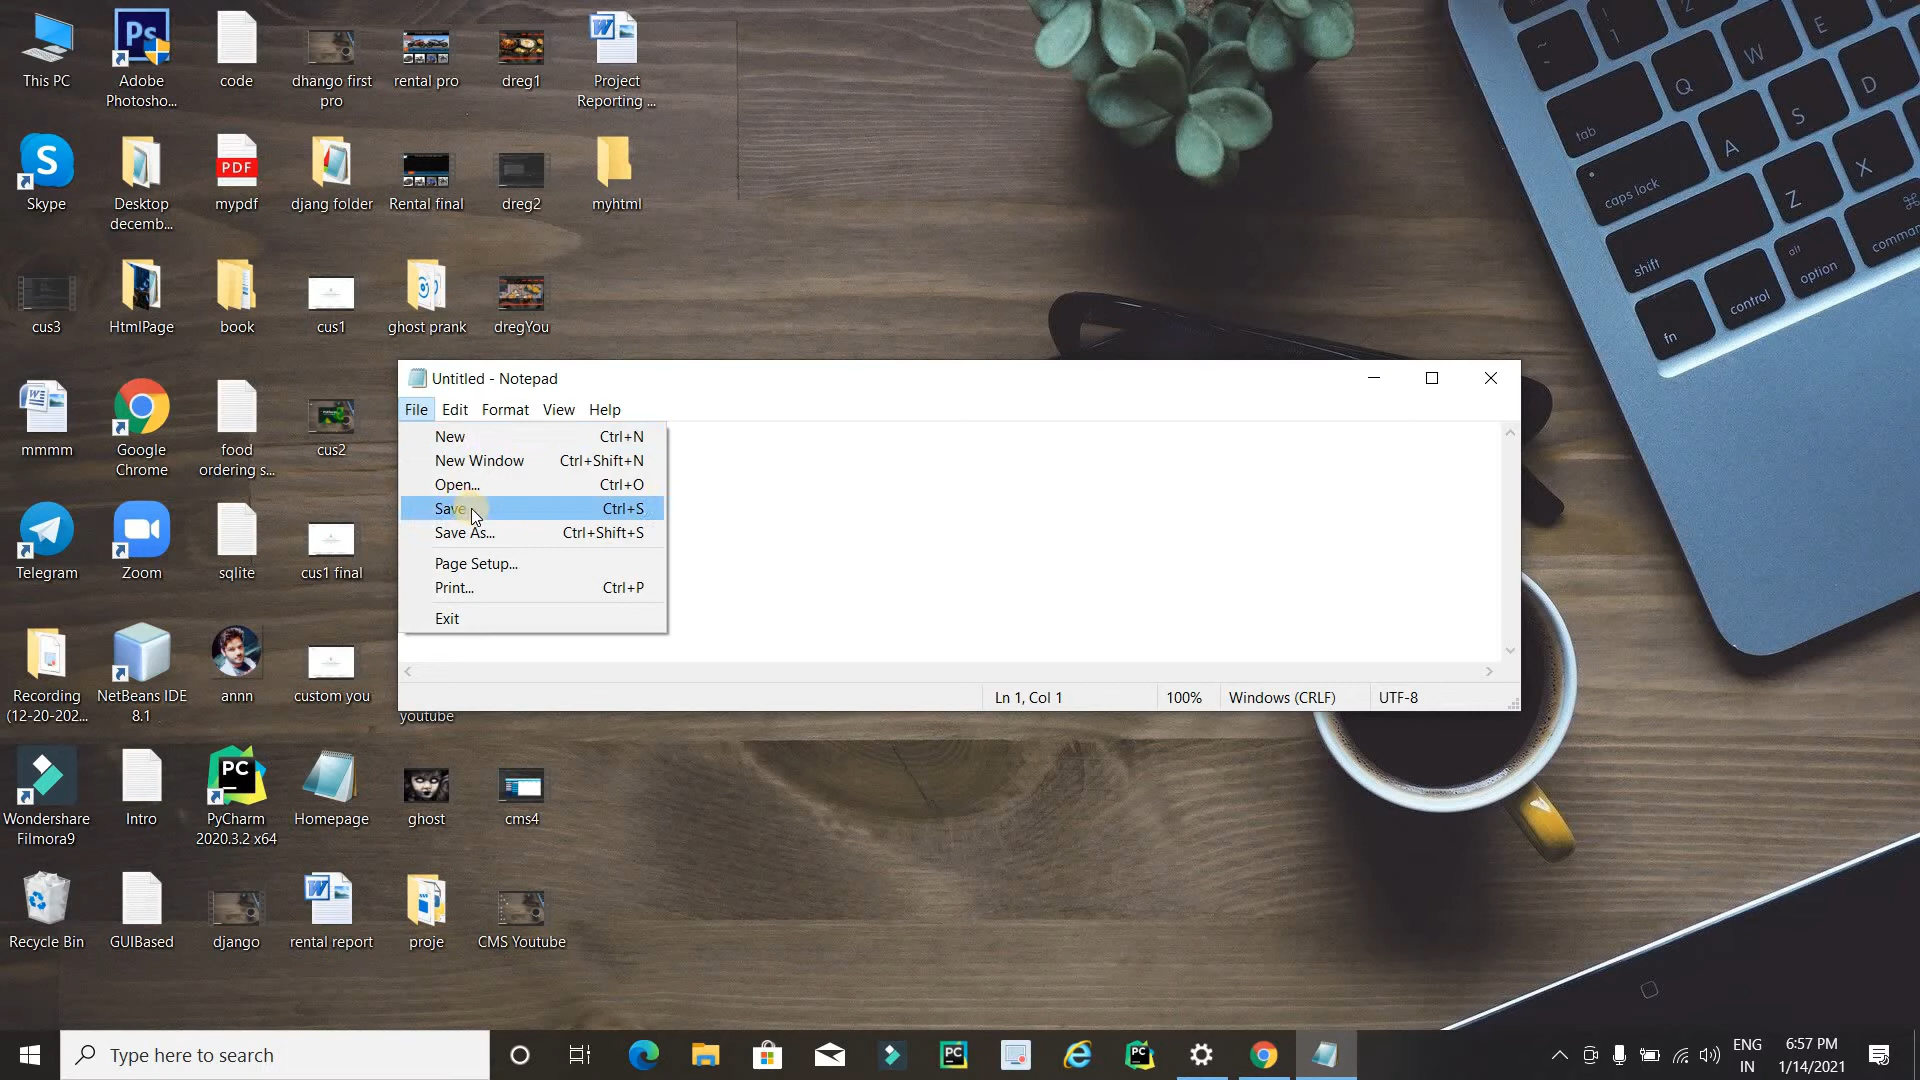 This PC
Adobe
Photosho...
code
dhango first
pro
rental pro
dreg1
Project
Reporting ...
Skype
Desktop
decemb...
PDF
mypdf
djang folder
Rental final
dreg2
myhtml
cus3
HtmlPage
book
cus1
ghost prank
dregYou
mmmm
Google
Chrome
food
ordering s...
cus2
Telegram
Zoom
sqlite
cus1 final
Recording
(12-20-202...
NetBeans IDE
8.1
annn
custom you
youtube
Wondershare
Filmora9
Intro
PyCharm
2020.3.2 x64
Homepage
ghost
cms4
Recycle Bin
GUIBased
django
rental report
proje
CMS Youtube
Untitled - Notepad
File Edit Format View Help
New Ctrl+N
New Window Ctrl+Shift+N
Open... Ctrl+O
Save Ctrl+S
Save As... Ctrl+Shift+S
Page Setup...
Print... Ctrl+P
Exit
Ln 1, Col 1 100% Windows (CRLF) UTF-8
Q W E
tab
A S D
caps lock
Z X
shift
fn control alt option command
Type here to search
ENG
IN
6:57 PM
1/14/2021